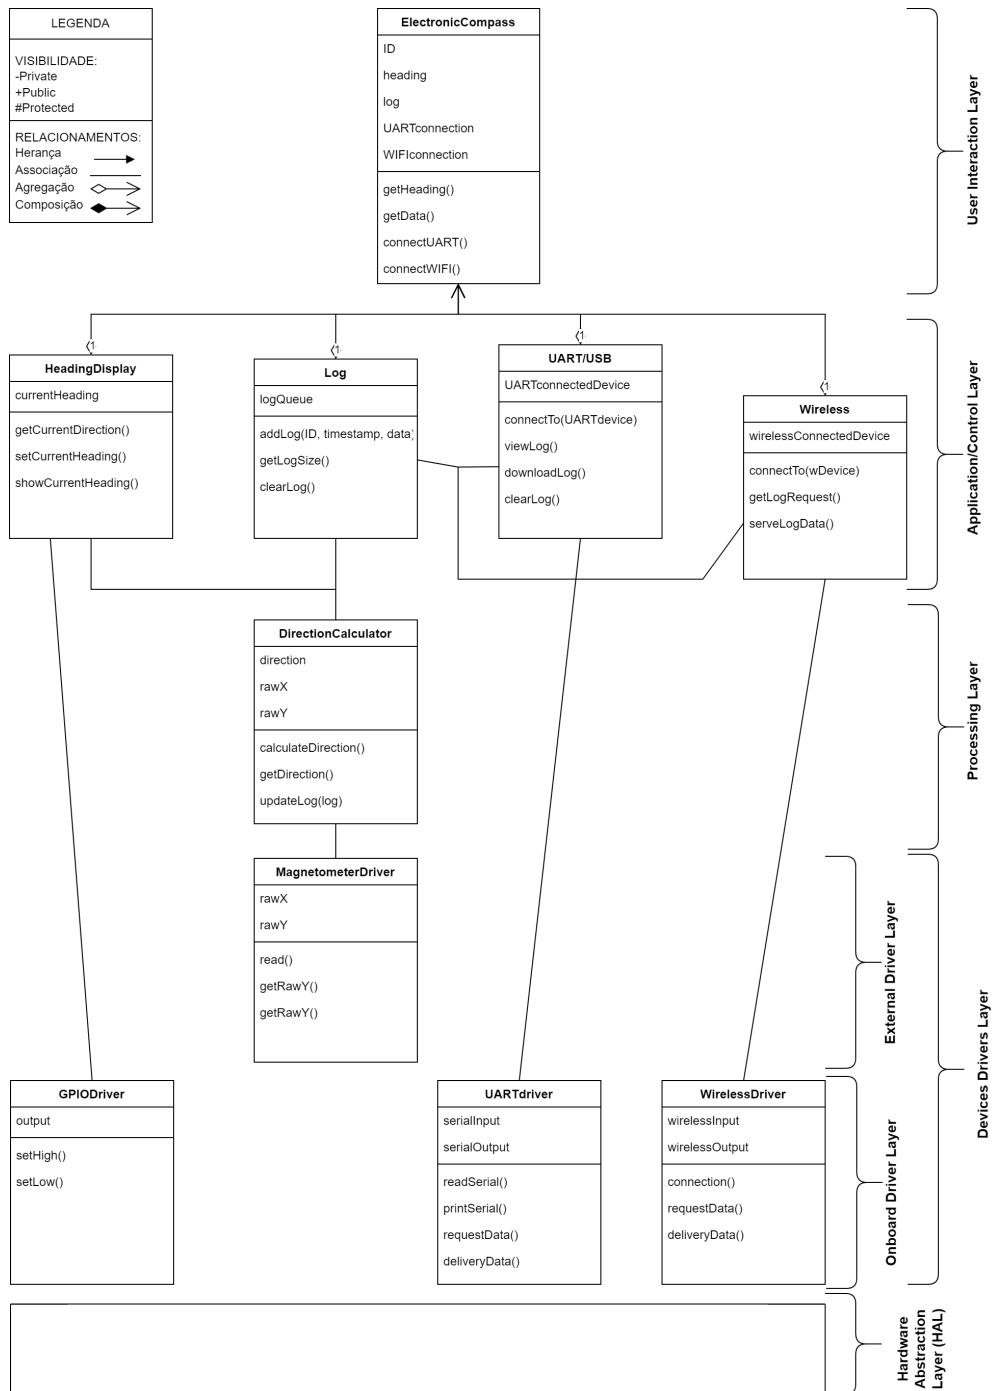 LEGENDA
VISIBILIDADE:
-Private
+Public
#Protected
RELACIONAMENTOS:
Herança
Associação
Agregação
Composição
ElectronicCompass
ID
heading
log
UARTconnection
WIFIconnection
getHeading()
getData()
connectUART()
connectWIFI()
User Interaction Layer
1
HeadingDisplay
currentHeading
getCurrentDirection()
setCurrentHeading()
showCurrentHeading()
1
Log
logQueue
addLog(ID, timestamp, data)
getLogSize()
clearLog()
1
UART/USB
UARTconnectedDevice
connectTo(UARTdevice)
viewLog()
downloadLog()
clearLog()
1
Wireless
wirelessConnectedDevice
connectTo(wDevice)
getLogRequest()
serveLogData()
Application/Control Layer
DirectionCalculator
direction
rawX
rawY
calculateDirection()
getDirection()
updateLog(log)
Processing Layer
MagnetometerDriver
rawX
rawY
read()
getRawY()
getRawY()
External Driver Layer
Devices Drivers Layer
GPIODriver
output
setHigh()
setLow()
UARTdriver
serialInput
serialOutput
readSerial()
printSerial()
requestData()
deliveryData()
WirelessDriver
wirelessInput
wirelessOutput
connection()
requestData()
deliveryData()
Onboard Driver Layer
Hardware
Abstraction
Layer (HAL)